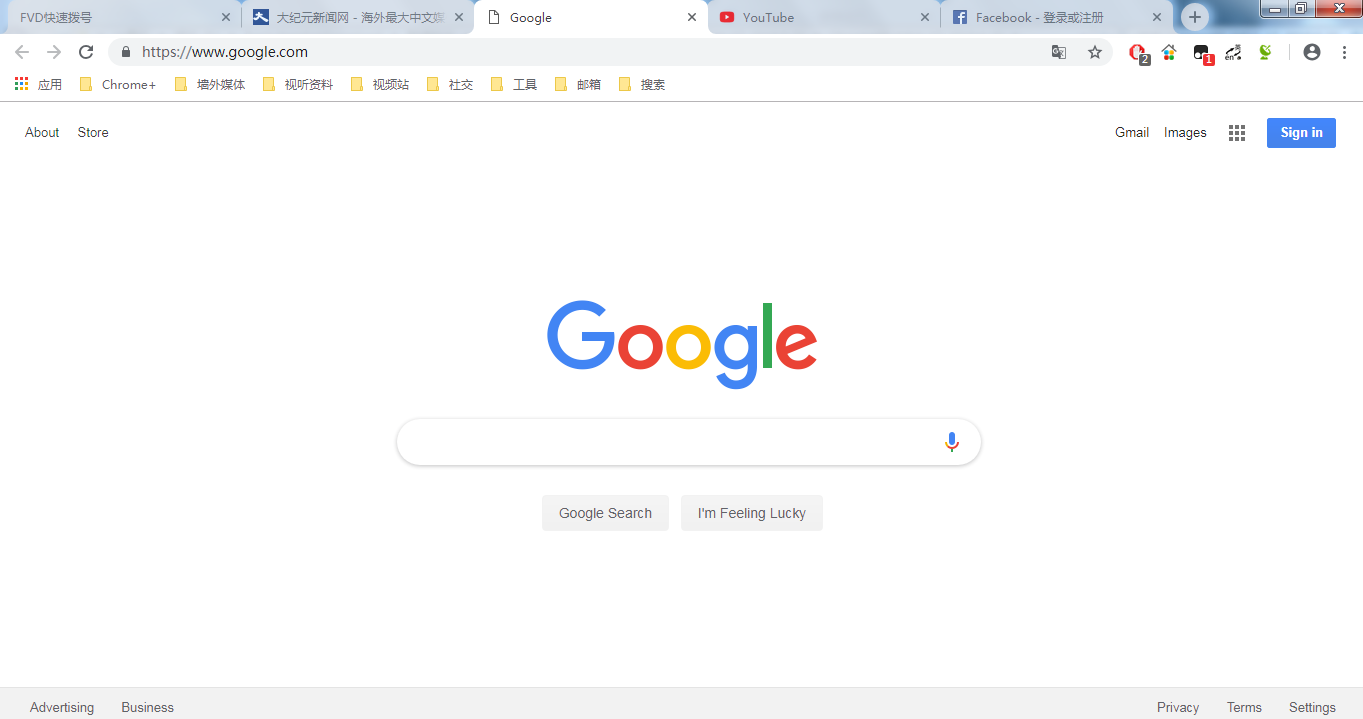 FVD快速拨号
大纪元新闻网 - 海外最大中文媒
Google
YouTube
Facebook - 登录或注册
https://www.google.com
2
1
en
应用
Chrome+
墙外媒体
视听资料
视频站
社交
工具
邮箱
搜索
About
Store
Gmail
Images
Sign in
Google
Google Search
I'm Feeling Lucky
Advertising
Business
Privacy
Terms
Settings